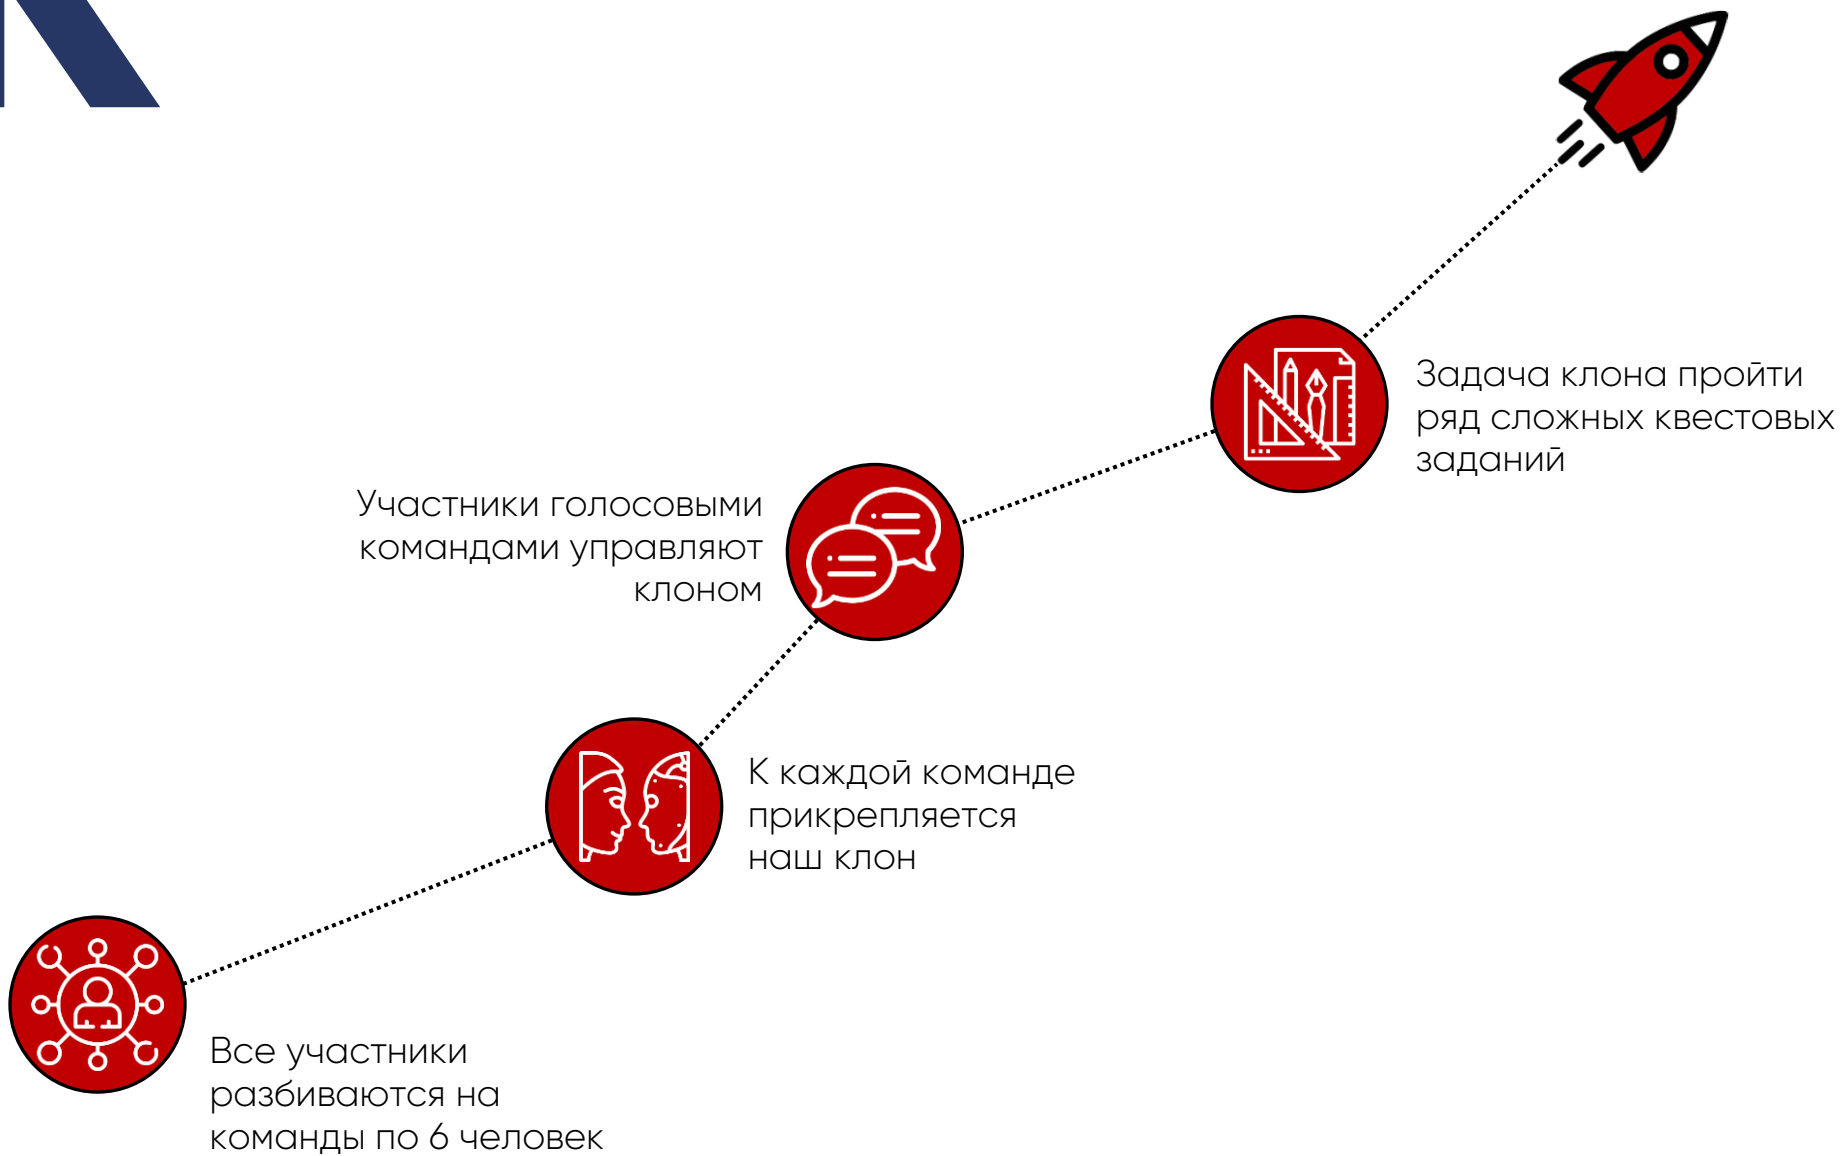 Задача клона пройти
ряд сложных квестовых
заданий
Участники голосовыми
командами управляют
клоном
К каждой команде
прикрепляется
наш клон
Все участники
разбиваются на
команды по 6 человек